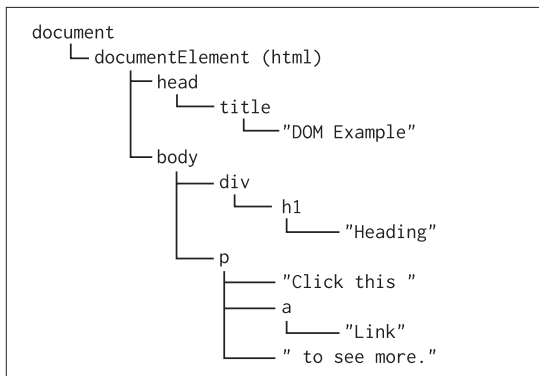 document
documentElement (html)
head
title
"DOM Example"
body
div
h1
"Heading"
p
"Click this "
a
"Link"
" to see more."